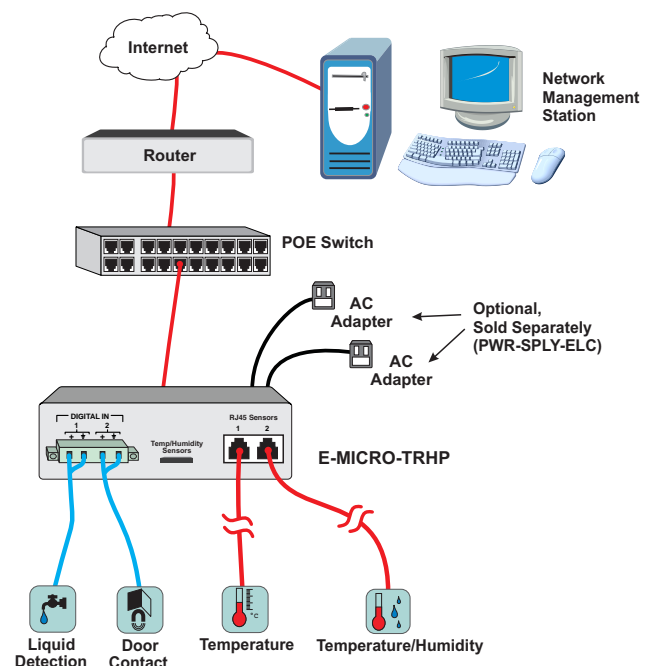 Internet
Network
Management
Station
Router
POE Switch
AC
Adapter
Optional,
Sold Separately
(PWR-SPLY-ELC)
AC
Adapter
DIGITAL IN
1 2
+ +
Temp/Humidity
Sensors
RJ45 Sensors
1 2
E-MICRO-TRHP
°C
Liquid
Detection
Door
Contact
Temperature
Temperature/Humidity